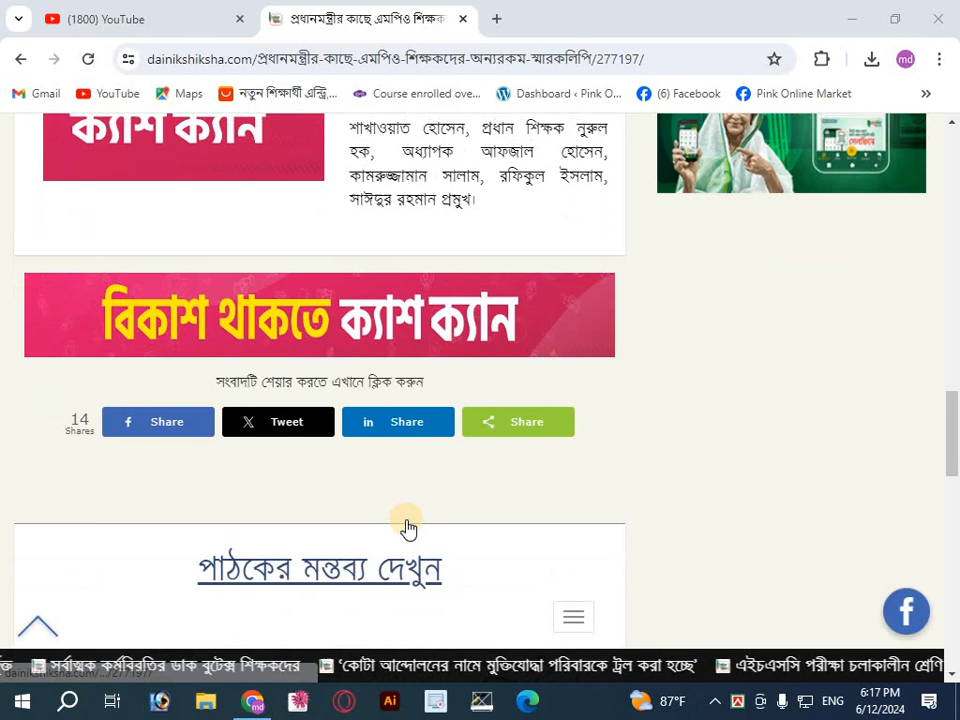 (1800) YouTube
প্রধানমন্ত্রীর কাছে এমপিও শিক্ষক
dainikshiksha.com/প্রধানমন্ত্রীর-কাছে-এমপিও-শিক্ষকদের-অন্যরকম-স্মারকলিপি/277197/
md
Gmail
YouTube
Maps
নতুন শিক্ষার্থী এন্ট্রি,...
Course enrolled ove...
Dashboard ‹ Pink O...
(6) Facebook
Pink Online Market
ক্যাশ ক্যান
শাখাওয়াত হোসেন, প্রধান শিক্ষক নুরুল
হক, অধ্যাপক আফজাল হোসেন,
কামরুজ্জামান সালাম, রফিকুল ইসলাম,
সাঈদুর রহমান প্রমুখ।
বিকাশ থাকতে ক্যাশ ক্যান
সংবাদটি শেয়ার করতে এখানে ক্লিক করুন
14
Shares
Share
Tweet
Share
Share
পাঠকের মন্তব্য দেখুন
সর্বাত্মক কর্মবিরতির ডাক বুটেক্স শিক্ষকদের
‘কোটা আন্দোলনের নামে মুক্তিযোদ্ধা পরিবারকে ট্রল করা হচ্ছে’
এইচএসসি পরীক্ষা চলাকালীন শ্রেণি
dainikshiksha.com/.../277197/
87°F
ENG
6:17 PM
6/12/2024